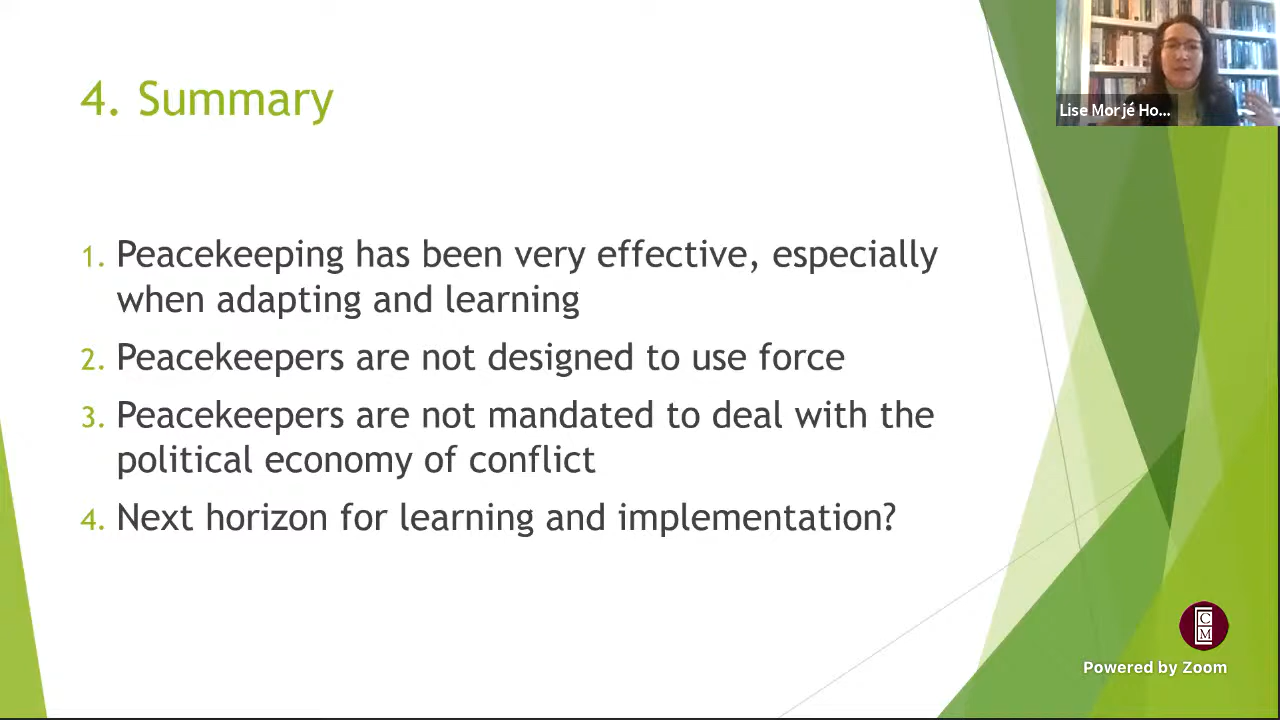 4. Summary
Lise Morjé Ho...
1. Peacekeeping has been very effective, especially
when adapting and learning
2. Peacekeepers are not designed to use force
3. Peacekeepers are not mandated to deal with the
political economy of conflict
4. Next horizon for learning and implementation?
C
M
Powered by Zoom